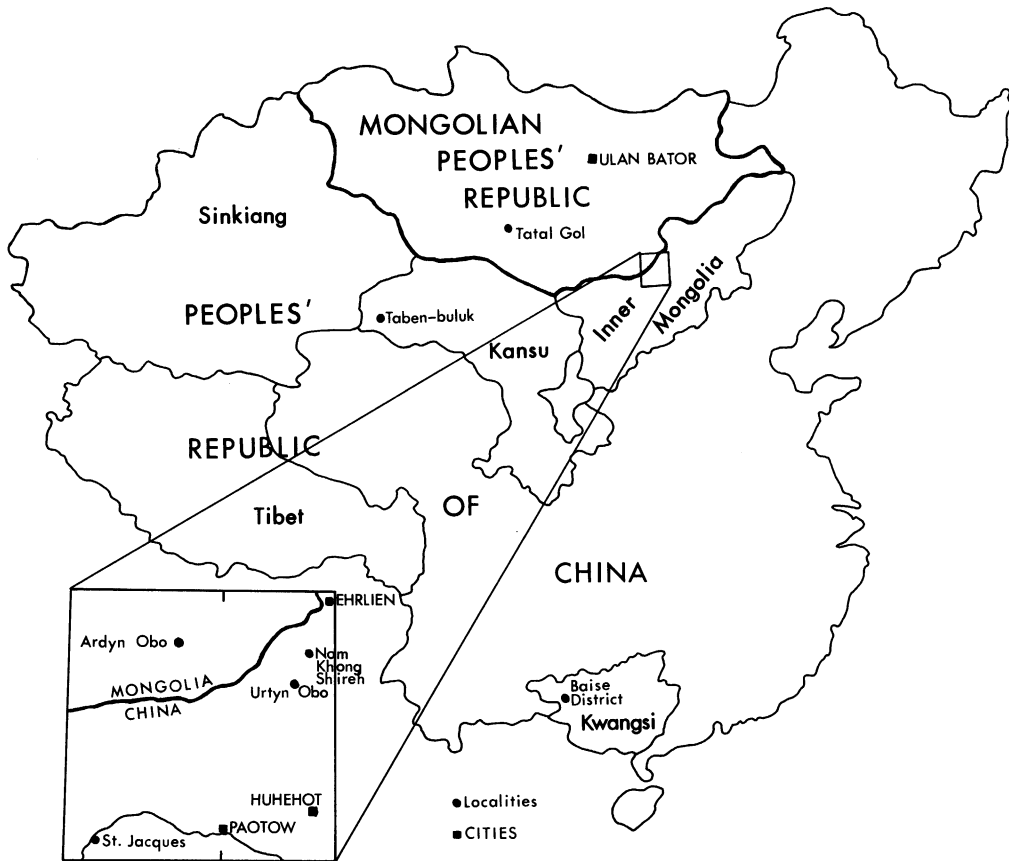 MONGOLIAN
PEOPLES'
REPUBLIC
ULAN BATOR
Sinkiang
Tatal Gol
PEOPLES'
Taben-buluk
Inner
Mongolia
Kansu
REPUBLIC
Tibet
OF
CHINA
EHRLIEN
Ardyn Obo
Nom
Khong
Shireh
Urtyn Obo
MONGOLIA
CHINA
Baise
District
Kwangsi
HUHEHOT
PAOTOW
St. Jacques
Localities
CITIES